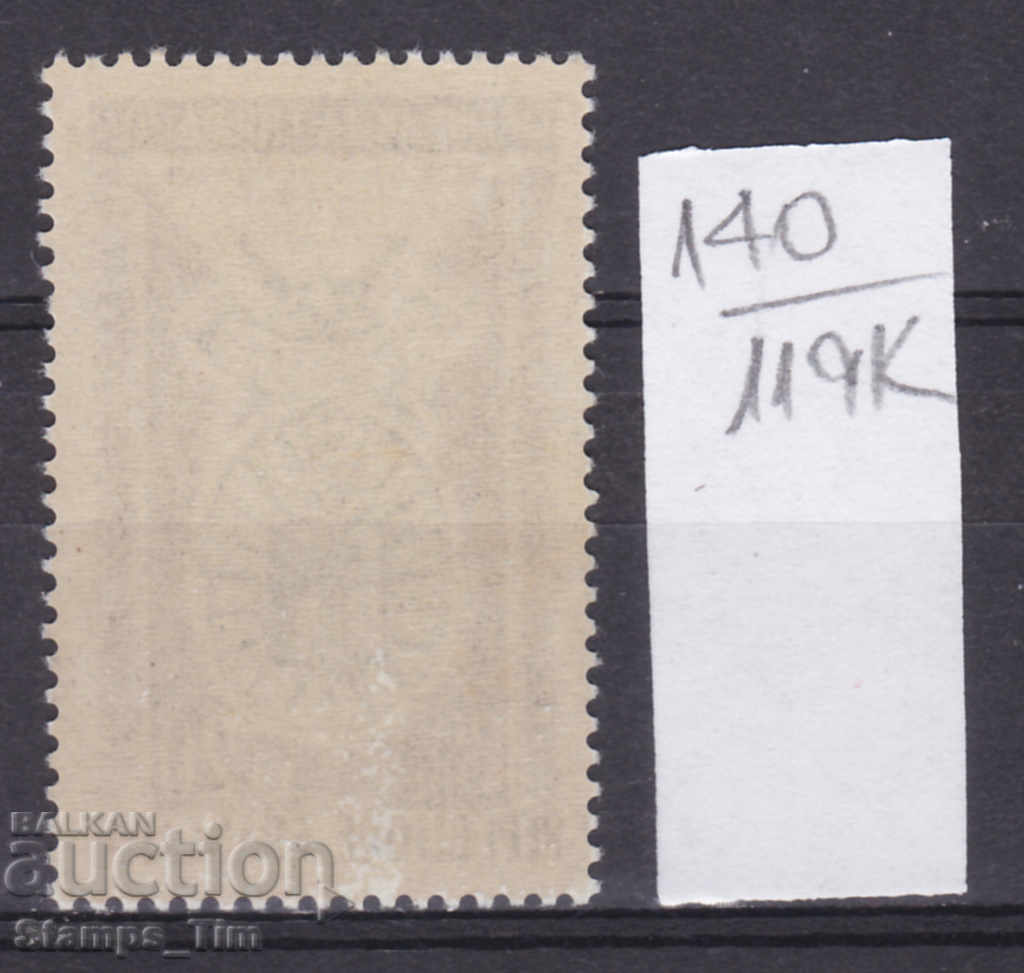 140
119K
BALKAN
auction
Stamps_Tim